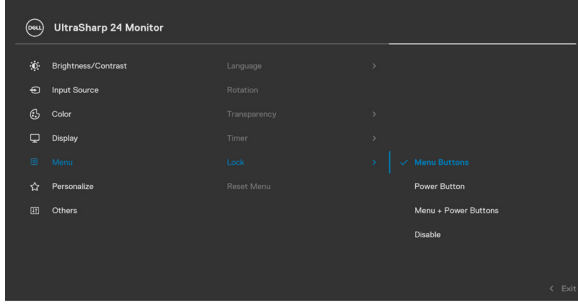 DELL UltraSharp 24 Monitor
Brightness/Contrast Language >
Input Source Rotation
Color Transparency >
Display Timer >
Menu Lock > ✓ Menu Buttons
Personalize Reset Menu Power Button
Others Menu + Power Buttons
Disable
< Exit